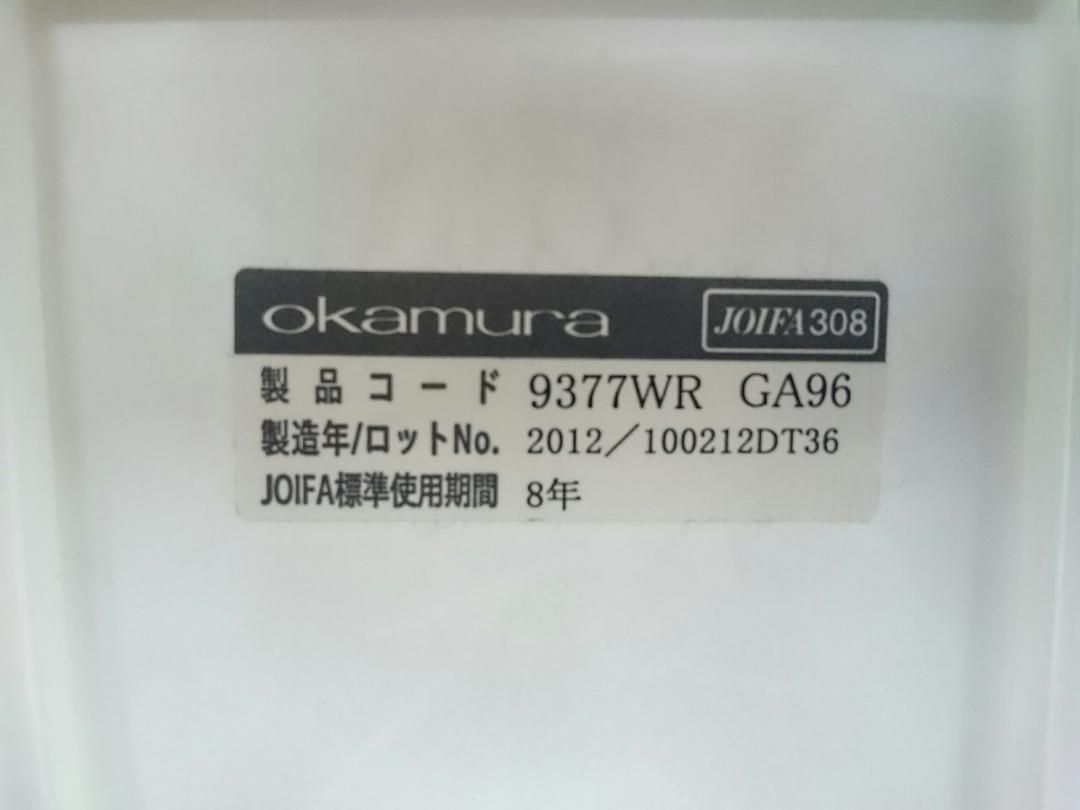 okamura JOIFA308
製品コード 9377WR GA96
製造年/ロットNo. 2012/100212DT36
JOIFA標準使用期間 8年